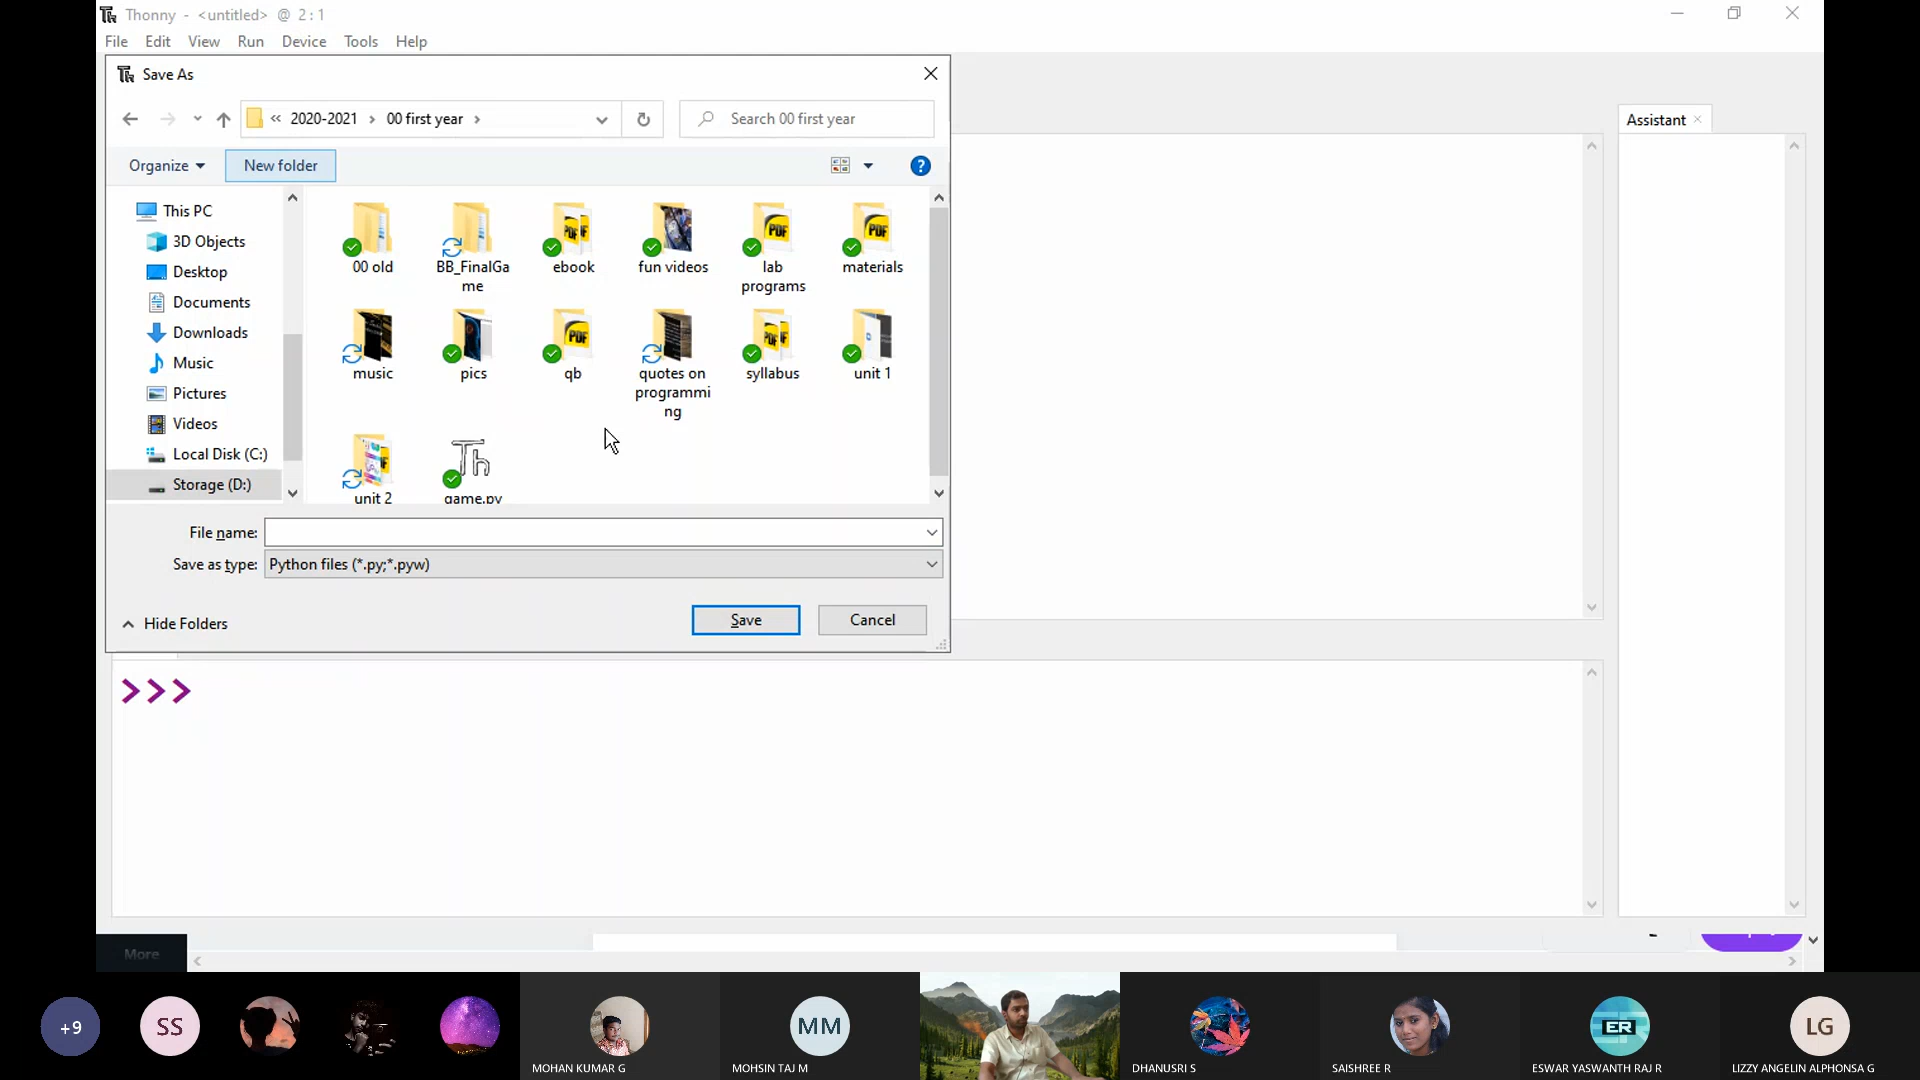 Thonny - <untitled> @ 2 : 1
File Edit View Run Device Tools Help
Save As
« 2020-2021 > 00 first year >
Search 00 first year
Organize
New folder
This PC
3D Objects
Desktop
Documents
Downloads
Music
Pictures
Videos
Local Disk (C:)
Storage (D:)
00 old
BB_FinalGa
me
ebook
fun videos
lab
programs
materials
music
pics
qb
quotes on
programmi
ng
syllabus
unit 1
unit 2
game.py
File name:
Save as type: Python files (*.py;*.pyw)
Hide Folders
Save
Cancel
Assistant
>>>
More
+9
SS
MOHAN KUMAR G
MM
MOHSIN TAJ M
DHANUSRI S
SAISHREE R
ER
ESWAR YASWANTH RAJ R
LG
LIZZY ANGELIN ALPHONSA G